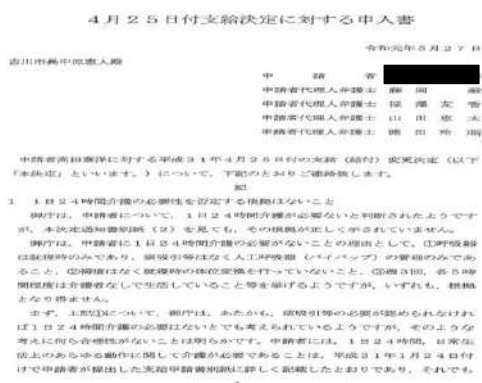 4月25日付支給決定に対する申入書
令和元年5月27日
吉川市長中原恵人殿
申請者
申請者代理人弁護士 藤岡毅
申請者代理人弁護士 採澤友香
申請者代理人弁護士 山田恵太
申請者代理人弁護士 徳田玲
申請者高田泰洋に対する平成31年4月25日付の支給(給付)変更決定(以下
「本決定」といいます。)について、下記のとおりご連絡致します。
記
1 1日24時間介護の必要性を否定する根拠はないこと
御庁は、申請者について、1日24時間介護が必要ないと判断されたようです
が、本決定通知書別紙(2)を見ても、その根拠が正しく示されていません。
御庁は、申請者に1日24時間介護の必要がないことの理由として、①呼吸器
は就寝時のみであり、痰吸引等はなく人工呼吸器(バイパップ)の管理のみであ
ること、②褥瘡はなく就寝時の体位変換を行っていないこと、③週3回、各5時
間程度は介護者なしで生活していること等を挙げるようですが、いずれも、根拠
となり得ません。
まず、上記①について、御庁は、あたかも、痰吸引等の必要が認められなけれ
ば1日24時間介護の必要はないとでも考えられているようですが、そのような
考えに何ら合理性がないことは明らかです。申請者には、1日24時間、日常生
活上のあらゆる動作に関して介護が必要であることは、平成31年1月24日付
けで申請者が提出した支給申請書別紙に詳しく記載したとおりであり、それでも、